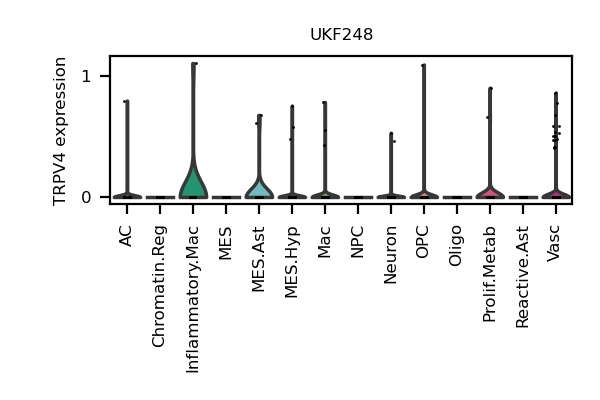 UKF248
TRPV4 expression
1
0
AC
Chromatin.Reg
Inflammatory.Mac
MES
MES.Ast
MES.Hyp
Mac
NPC
Neuron
OPC
Oligo
Prolif.Metab
Reactive.Ast
Vasc